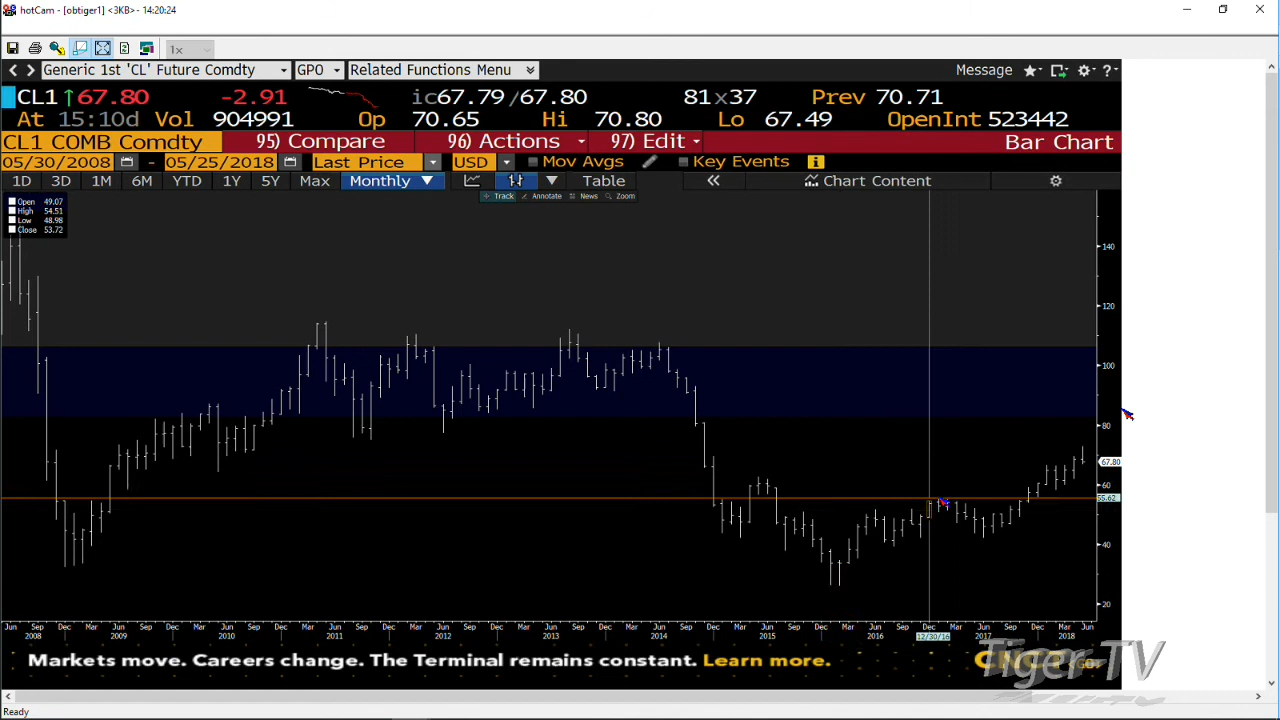 hotCam - [obtiger1] <3KB> - 14:20:24
1x
Generic 1st 'CL' Future Comdty GPO Related Functions Menu Message
CL1 ↑67.80 -2.91 ic67.79/67.80 81x37 Prev 70.71
At 15:10d Vol 904991 Op 70.65 Hi 70.80 Lo 67.49 OpenInt 523442
CL1 COMB Comdty 95) Compare 96) Actions 97) Edit Bar Chart
05/30/2008 - 05/25/2018 Last Price USD Mov Avgs Key Events
1D 3D 1M 6M YTD 1Y 5Y Max Monthly Table Chart Content
Track Annotate News Zoom
Open 49.07
High 54.51
Low 48.98
Close 53.72
140
120
100
80
67.80
60
55.62
40
20
Jun Sep Dec Mar Jun Sep Dec Mar Jun Sep Dec Mar Jun Sep Dec Mar Jun Sep Dec Mar Jun Sep Dec Mar Jun Sep Dec Mar Jun Sep Dec Mar Jun Sep Dec Mar Jun Sep Dec Mar Jun
2008 2009 2010 2011 2012 2013 2014 2015 2016 12/30/16 2017 2018
Markets move. Careers change. The Terminal remains constant. Learn more.
Tiger-TV
Ready